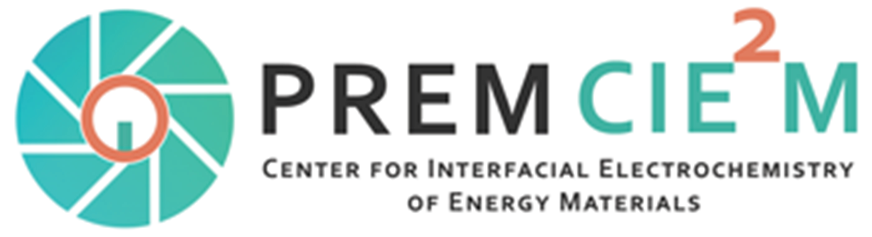 PREM CIE²M
CENTER FOR INTERFACIAL ELECTROCHEMISTRY
OF ENERGY MATERIALS